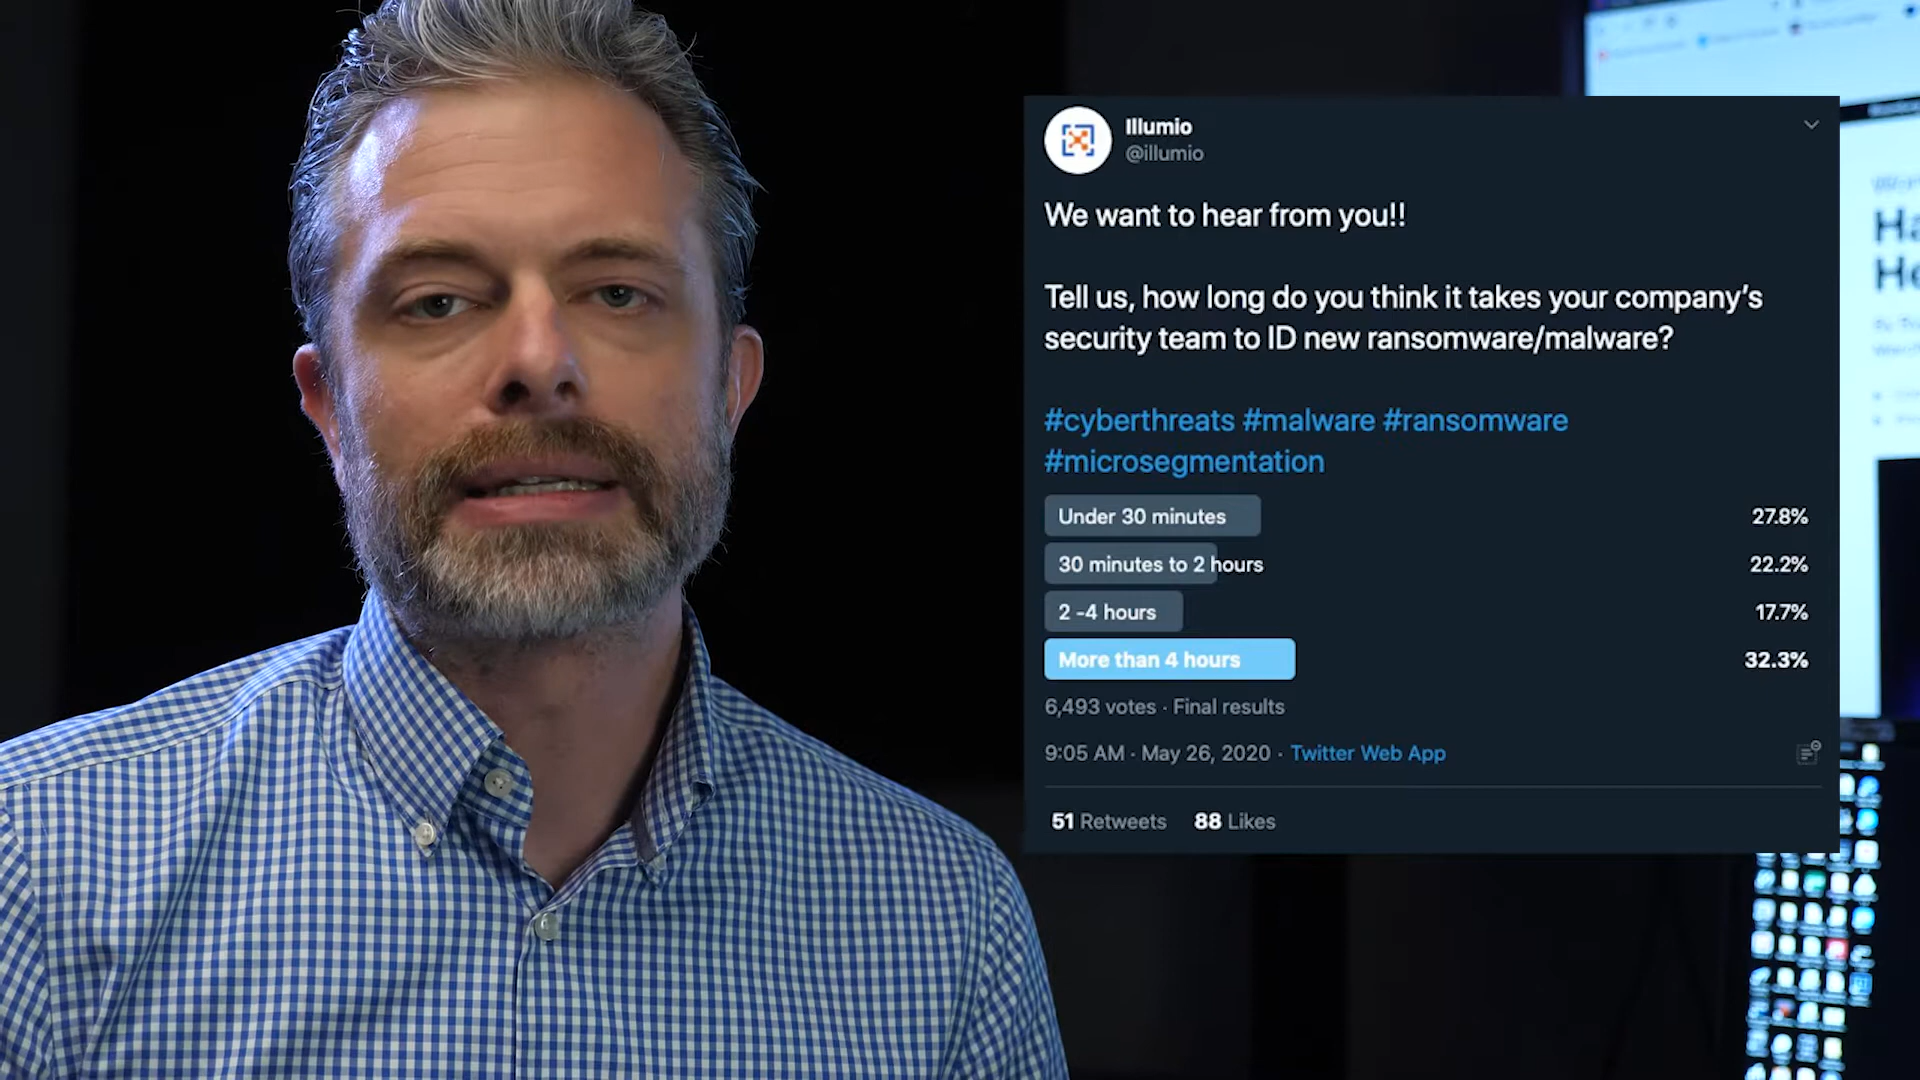 Illumio
@illumio
We want to hear from you!!
Tell us, how long do you think it takes your company’s
security team to ID new ransomware/malware?
#cyberthreats #malware #ransomware
#microsegmentation
Under 30 minutes 27.8%
30 minutes to 2 hours 22.2%
2 -4 hours 17.7%
More than 4 hours 32.3%
6,493 votes · Final results
9:05 AM · May 26, 2020 · Twitter Web App
51 Retweets 88 Likes
Ha
He